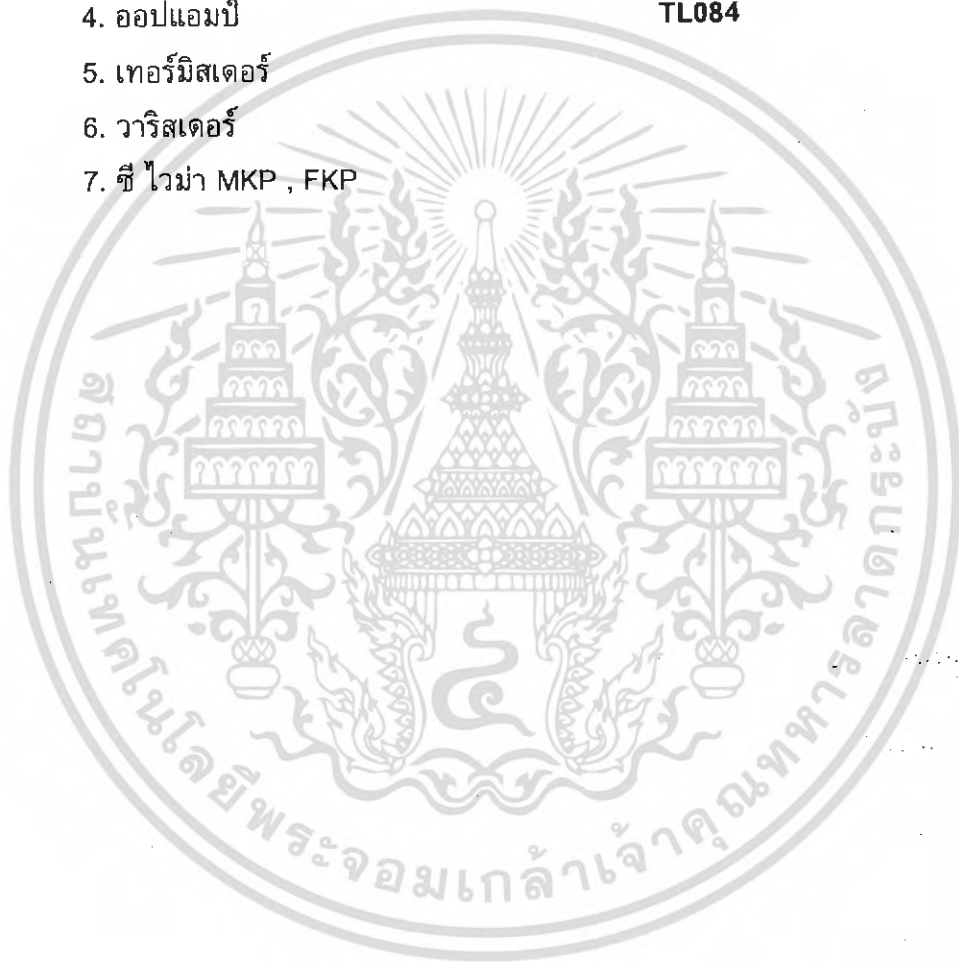 4. ออปแอมป์ TL084
5. เทอร์มิสเตอร์
6. วาริสเตอร์
7. ซี ไวม่า MKP , FKP
สถาบันเทคโนโลยีพระจอมเกล้าเจ้าคุณทหารลาดกระบัง